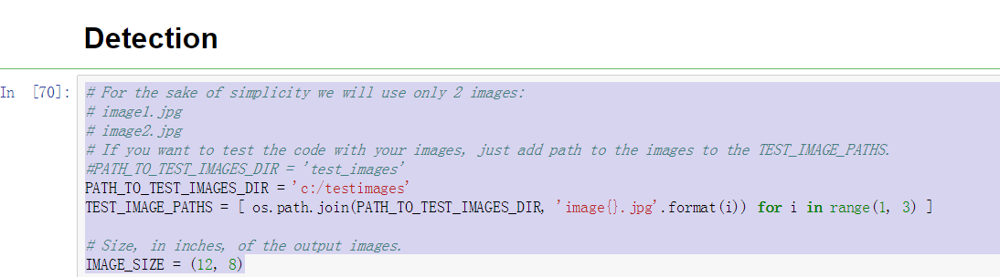 Detection
In [70]:
# For the sake of simplicity we will use only 2 images:
# image1.jpg
# image2.jpg
# If you want to test the code with your images, just add path to the images to the TEST_IMAGE_PATHS.
#PATH_TO_TEST_IMAGES_DIR = 'test_images'
PATH_TO_TEST_IMAGES_DIR = 'c:/testimages'
TEST_IMAGE_PATHS = [ os.path.join(PATH_TO_TEST_IMAGES_DIR, 'image{}.jpg'.format(i)) for i in range(1, 3) ]
# Size, in inches, of the output images.
IMAGE_SIZE = (12, 8)